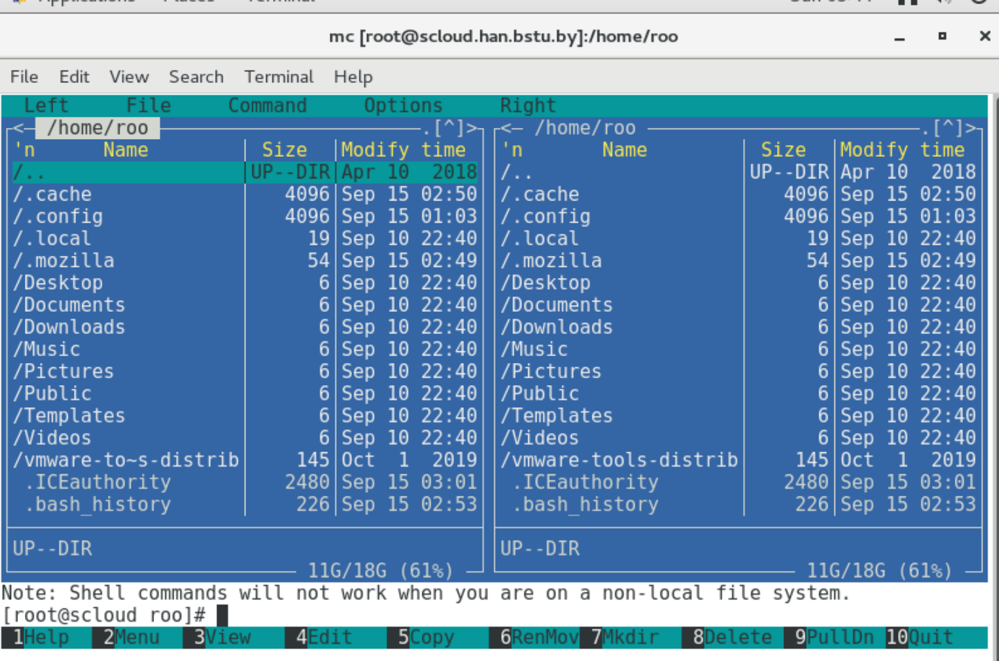 mc [root@scloud.han.bstu.by]:/home/roo
File Edit View Search Terminal Help
Left File Command Options Right
<— /home/roo .[^]> <— /home/roo .[^]>
'n Name Size Modify time 'n Name Size Modify time
/.. UP--DIR Apr 10 2018 /.. UP--DIR Apr 10 2018
/.cache 4096 Sep 15 02:50 /.cache 4096 Sep 15 02:50
/.config 4096 Sep 15 01:03 /.config 4096 Sep 15 01:03
/.local 19 Sep 10 22:40 /.local 19 Sep 10 22:40
/.mozilla 54 Sep 15 02:49 /.mozilla 54 Sep 15 02:49
/Desktop 6 Sep 10 22:40 /Desktop 6 Sep 10 22:40
/Documents 6 Sep 10 22:40 /Documents 6 Sep 10 22:40
/Downloads 6 Sep 10 22:40 /Downloads 6 Sep 10 22:40
/Music 6 Sep 10 22:40 /Music 6 Sep 10 22:40
/Pictures 6 Sep 10 22:40 /Pictures 6 Sep 10 22:40
/Public 6 Sep 10 22:40 /Public 6 Sep 10 22:40
/Templates 6 Sep 10 22:40 /Templates 6 Sep 10 22:40
/Videos 6 Sep 10 22:40 /Videos 6 Sep 10 22:40
/vmware-to~s-distrib 145 Oct 1 2019 /vmware-tools-distrib 145 Oct 1 2019
.ICEauthority 2480 Sep 15 03:01 .ICEauthority 2480 Sep 15 03:01
.bash_history 226 Sep 15 02:53 .bash_history 226 Sep 15 02:53
UP--DIR UP--DIR
11G/18G (61%) 11G/18G (61%)
Note: Shell commands will not work when you are on a non-local file system.
[root@scloud roo]#
1Help 2Menu 3View 4Edit 5Copy 6RenMov 7Mkdir 8Delete 9PullDn 10Quit